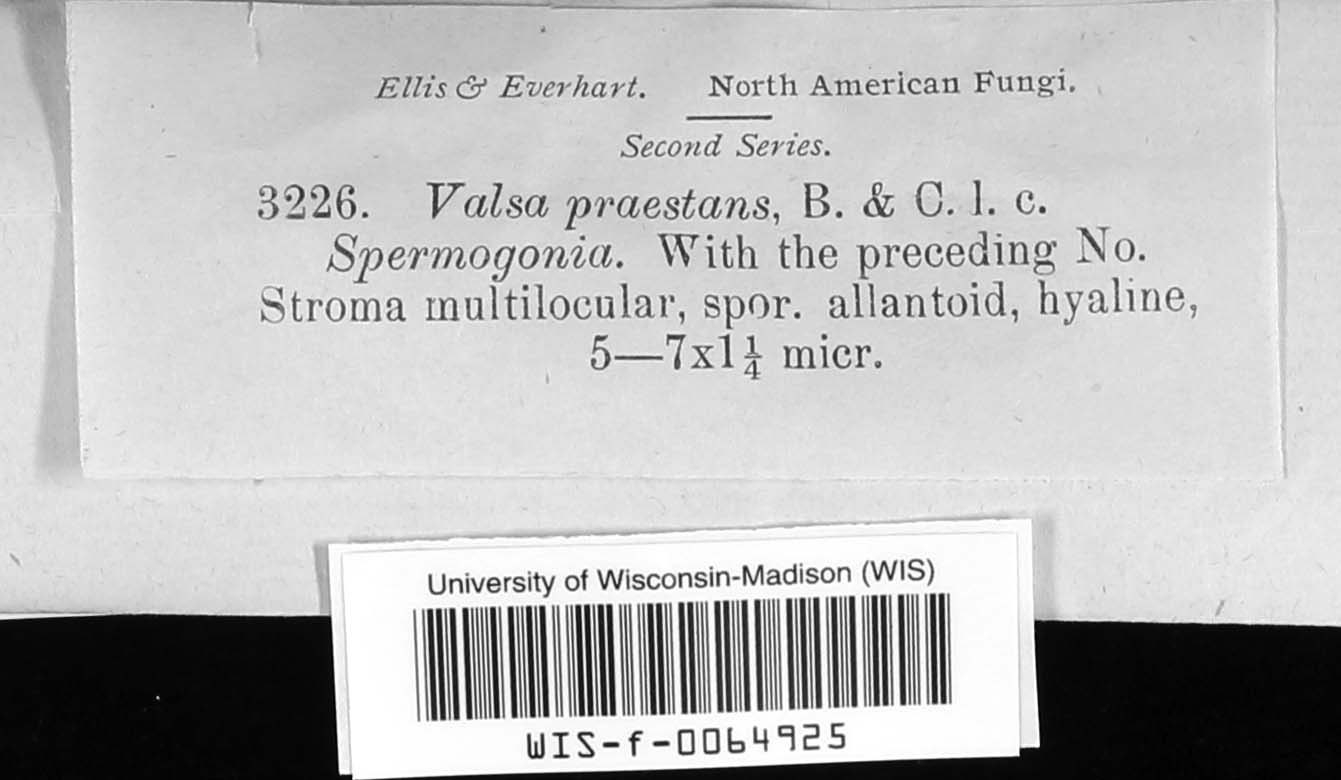 Ellis & Everhart. North American Fungi.
Second Series.
3226. Valsa praestans, B. & C. l. c.
Spermogonia. With the preceding No.
Stroma multilocular, spor. allantoid, hyaline,
5—7x1¼ micr.
University of Wisconsin-Madison (WIS)
WIS-f-0064925